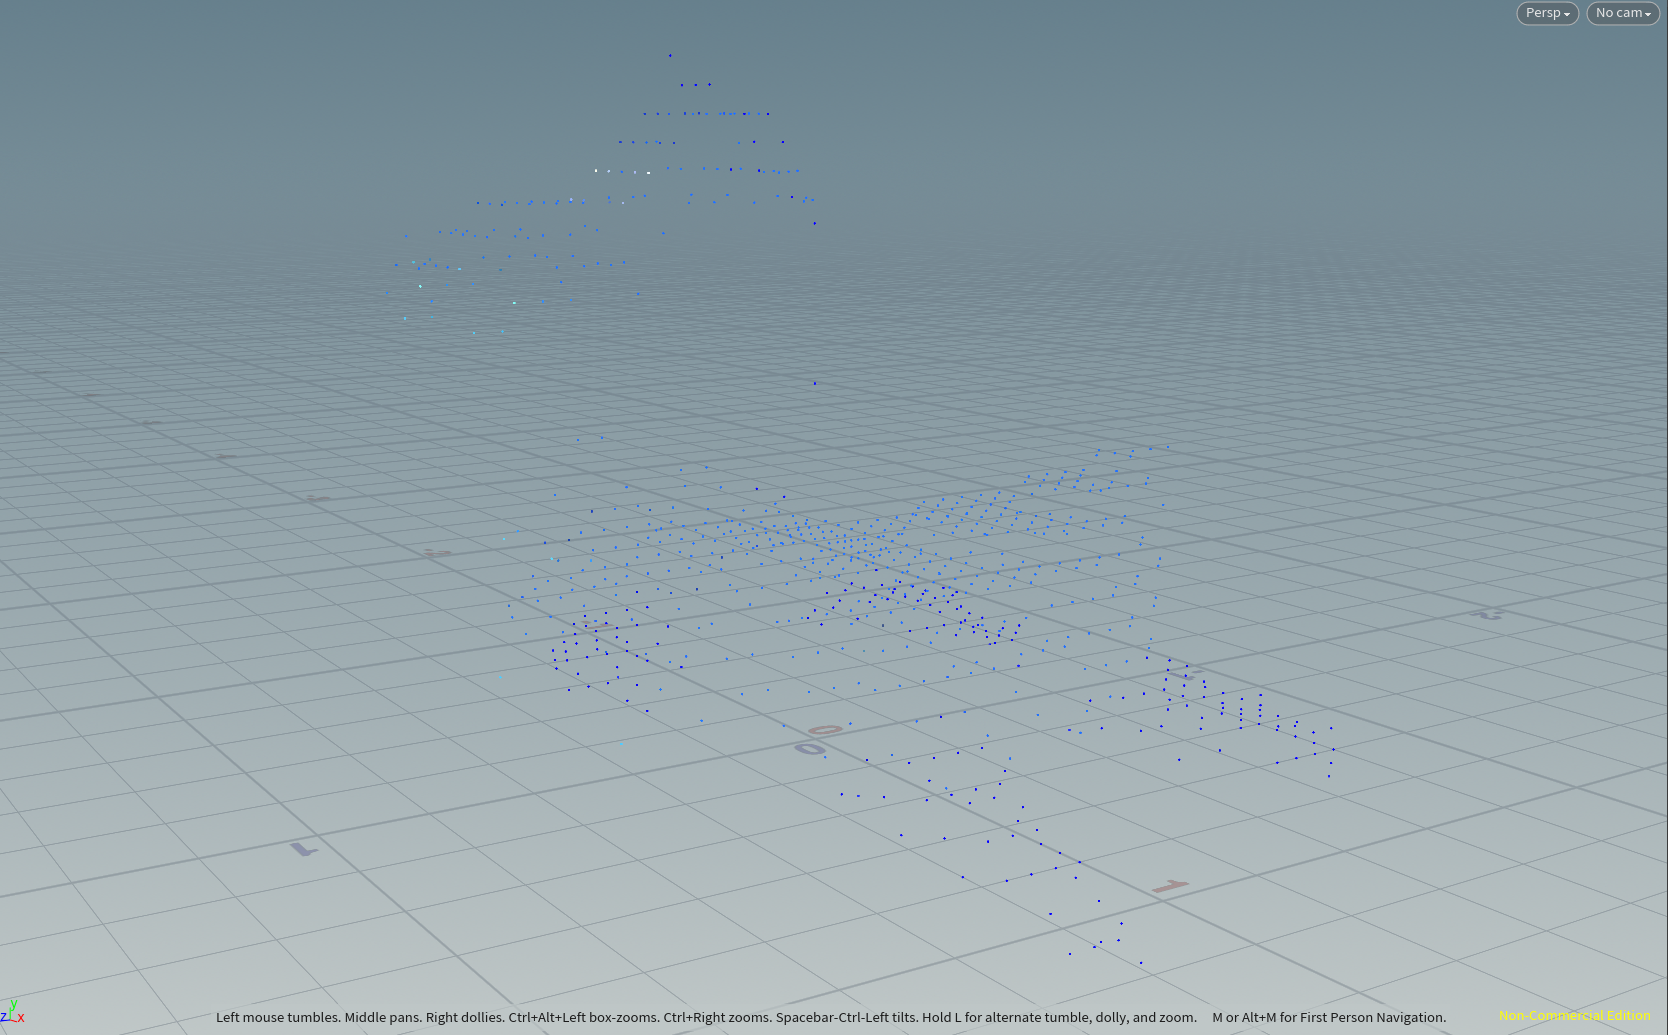 Persp
No cam
0
0
1
1
y
z
x
Left mouse tumbles. Middle pans. Right dollies. Ctrl+Alt+Left box-zooms. Ctrl+Right zooms. Spacebar-Ctrl-Left tilts. Hold L for alternate tumble, dolly, and zoom. M or Alt+M for First Person Navigation.
Non-Commercial Edition